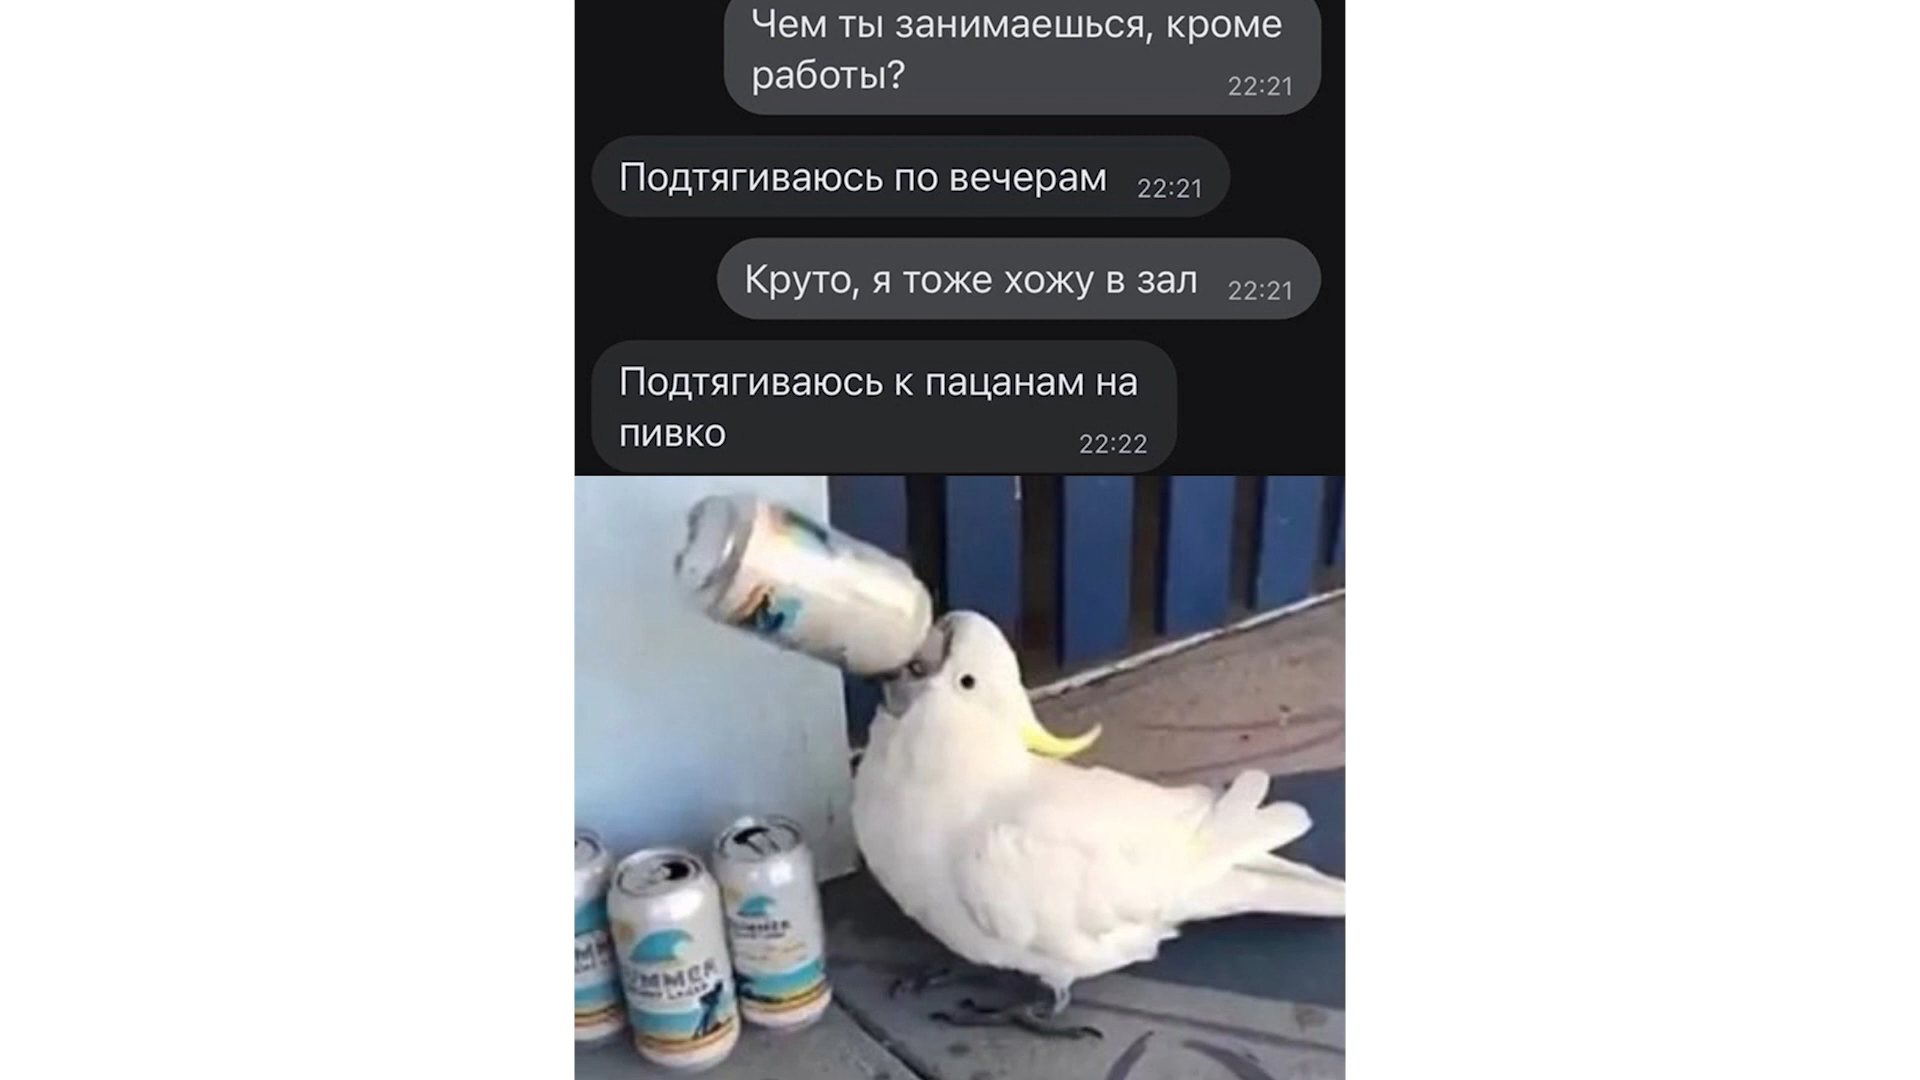 Чем ты занимаешься, кроме
работы?
22:21
Подтягиваюсь по вечерам 22:21
Круто, я тоже хожу в зал 22:21
Подтягиваюсь к пацанам на
пивко
22:22